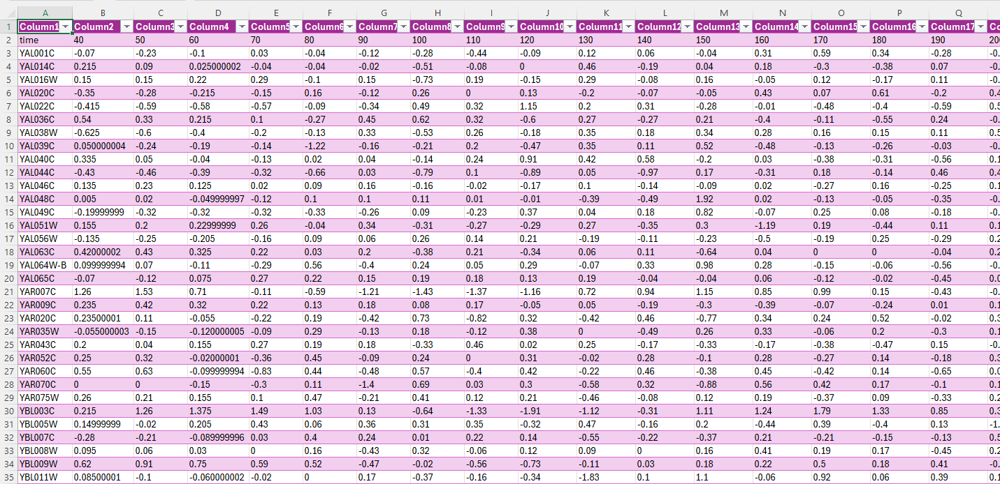 A B C D E F G H I J K L M N O P Q
1 Column1 Column2 Column3 Column4 Column5 Column6 Column7 Column8 Column9 Column10 Column11 Column12 Column13 Column14 Column15 Column16 Column17 Co
2 time 40 50 60 70 80 90 100 110 120 130 140 150 160 170 180 190 20
3 YAL001C -0.07 -0.23 -0.1 0.03 -0.04 -0.12 -0.28 -0.44 -0.09 0.12 0.06 -0.04 0.31 0.59 0.34 -0.28 -0.
4 YAL014C 0.215 0.09 0.025000002 -0.04 -0.04 -0.02 -0.51 -0.08 0 0.46 -0.19 0.04 0.18 -0.3 -0.38 0.07 -0.
5 YAL016W 0.15 0.15 0.22 0.29 -0.1 0.15 -0.73 0.19 -0.15 0.29 -0.08 0.16 -0.05 0.12 -0.17 0.11 -0.
6 YAL020C -0.35 -0.28 -0.215 -0.15 0.16 -0.12 0.26 0 0.13 -0.2 -0.07 -0.05 0.43 0.07 0.61 -0.2 0.4
7 YAL022C -0.415 -0.59 -0.58 -0.57 -0.09 -0.34 0.49 0.32 1.15 0.2 0.31 -0.28 -0.01 -0.48 -0.4 -0.59 0.5
8 YAL036C 0.54 0.33 0.215 0.1 -0.27 0.45 0.62 0.32 -0.6 0.27 -0.27 0.21 -0.4 -0.11 -0.55 0.24 -0.
9 YAL038W -0.625 -0.6 -0.4 -0.2 -0.13 0.33 -0.53 0.26 -0.18 0.35 0.18 0.34 0.28 0.16 0.15 0.11 0.5
10 YAL039C 0.050000004 -0.24 -0.19 -0.14 -1.22 -0.16 -0.21 0.2 -0.47 0.35 0.11 0.52 -0.48 -0.13 -0.26 -0.03 -0.
11 YAL040C 0.335 0.05 -0.04 -0.13 0.02 0.04 -0.14 0.24 0.91 0.42 0.58 -0.2 0.03 -0.38 -0.31 -0.56 0.1
12 YAL044C -0.43 -0.46 -0.39 -0.32 -0.66 0.03 -0.79 0.1 -0.89 0.05 -0.97 0.17 -0.31 0.18 -0.14 0.46 0.4
13 YAL046C 0.135 0.23 0.125 0.02 0.09 0.16 -0.16 -0.02 -0.17 0.1 -0.14 -0.09 0.02 -0.27 0.16 -0.25 0.1
14 YAL048C 0.005 0.02 -0.049999997 -0.12 0.1 0.1 0.11 0.01 -0.01 -0.39 -0.49 1.92 0.02 -0.13 -0.05 -0.35 -0.
15 YAL049C -0.19999999 -0.32 -0.32 -0.32 -0.33 -0.26 0.09 -0.23 0.37 0.04 0.18 0.82 -0.07 0.25 0.08 -0.18 -0.
16 YAL051W 0.155 0.2 0.22999999 0.26 -0.04 0.34 -0.31 -0.27 -0.29 0.27 -0.35 0.3 -1.19 0.19 -0.44 0.11 0.1
17 YAL056W -0.135 -0.25 -0.205 -0.16 0.09 0.06 0.26 0.14 0.21 -0.19 -0.11 -0.23 -0.5 -0.19 0.25 -0.29 0.2
18 YAL063C 0.42000002 0.43 0.325 0.22 0.03 0.2 -0.38 0.21 -0.34 0.06 0.11 -0.64 0.04 0 0 -0.04 0.2
19 YAL064W-B 0.099999994 0.07 -0.11 -0.29 0.56 -0.4 0.24 0.05 0.29 -0.07 0.33 0.98 0.28 -0.15 -0.06 -0.56 -0.
20 YAL065C -0.07 -0.12 0.075 0.27 0.22 0.15 0.19 0.18 0.13 0.19 -0.04 -0.04 0.06 -0.12 -0.02 -0.45 0.0
21 YAR007C 1.26 1.53 0.71 -0.11 -0.59 -1.21 -1.43 -1.37 -1.16 0.72 0.94 1.15 0.85 0.99 0.15 -0.43 -0.
22 YAR009C 0.235 0.42 0.32 0.22 0.13 0.18 0.08 0.17 -0.05 0.05 -0.19 -0.3 -0.39 -0.07 -0.24 0.01 0.1
23 YAR020C 0.23500001 0.11 -0.055 -0.22 0.19 -0.42 0.73 -0.82 0.32 -0.42 0.46 -0.77 0.34 0.24 0.52 -0.02 0.3
24 YAR035W -0.055000003 -0.15 -0.120000005 -0.09 0.29 -0.13 0.18 -0.12 0.38 0 -0.49 0.26 0.33 -0.06 0.2 -0.3 0.1
25 YAR043C 0.2 0.04 0.155 0.27 0.19 0.18 -0.33 0.46 0.02 0.25 -0.17 -0.33 -0.17 -0.38 -0.47 0.15 -0.
26 YAR052C 0.25 0.32 -0.02000001 -0.36 0.45 -0.09 0.24 0 0.31 -0.02 0.28 -0.1 0.28 -0.27 0.14 -0.18 0.3
27 YAR060C 0.55 0.63 -0.099999994 -0.83 0.44 -0.48 0.57 -0.4 0.42 -0.22 0.46 -0.38 0.45 -0.42 0.14 -0.65 0.0
28 YAR070C 0 0 -0.15 -0.3 0.11 -1.4 0.69 0.03 0.3 -0.58 0.32 -0.88 0.56 0.42 0.17 -0.1 0.1
29 YAR075W 0.26 0.21 0.155 0.1 0.47 -0.21 0.41 0.12 0.21 -0.46 -0.08 0.12 0.19 -0.37 0.09 -0.33 0.2
30 YBL003C 0.215 1.26 1.375 1.49 1.03 0.13 -0.64 -1.33 -1.91 -1.12 -0.31 1.11 1.24 1.79 1.33 0.85 0.3
31 YBL005W 0.14999999 -0.02 0.205 0.43 0.06 0.36 0.31 0.35 -0.32 0.47 -0.16 0.2 -0.44 0.39 -0.4 0.13 -1.
32 YBL007C -0.28 -0.21 -0.089999996 0.03 0.4 0.24 0.01 0.22 0.14 -0.55 -0.22 -0.37 0.21 -0.21 -0.15 -0.13 0.5
33 YBL008W 0.095 0.06 0.03 0 0.16 -0.43 0.32 -0.06 0.12 0.09 0 0.16 0.41 0.19 0.17 -0.45 0.2
34 YBL009W 0.62 0.91 0.75 0.59 0.52 -0.47 -0.02 -0.56 -0.73 -0.11 0.03 0.18 0.22 0.5 0.18 0.41 -0.
35 YBL011W 0.08500001 -0.1 -0.060000002 -0.02 0 0.17 -0.37 -0.16 -0.34 -1.83 0.1 1.1 -0.06 0.92 0.06 0.39 0.1